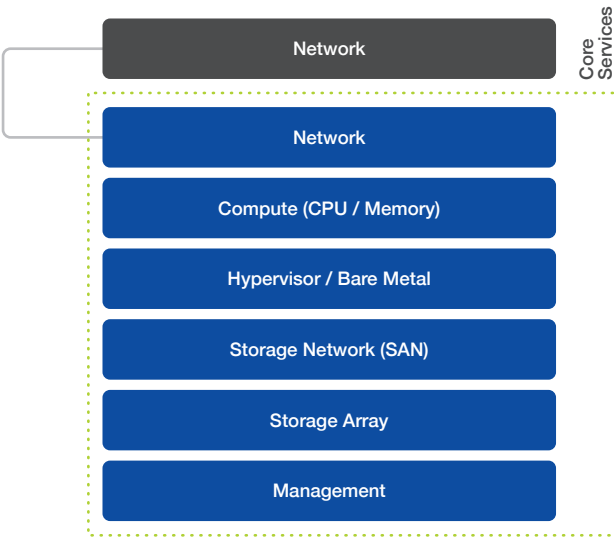 Network
Core
Services
Network
Compute (CPU / Memory)
Hypervisor / Bare Metal
Storage Network (SAN)
Storage Array
Management